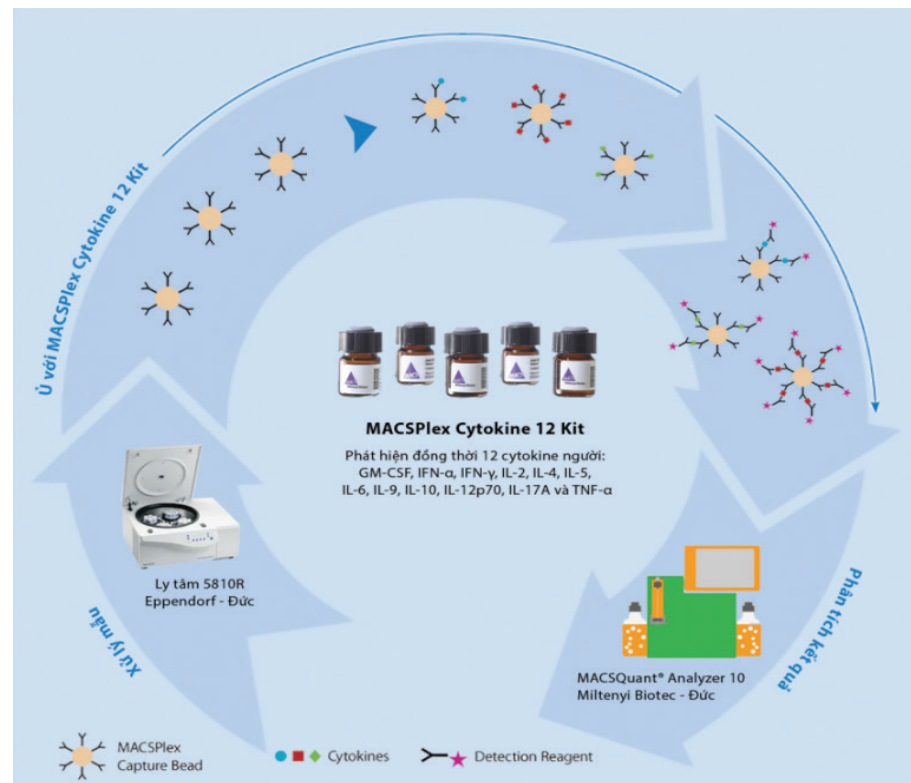 Ủ với MACSPlex Cytokine 12 Kit
MACSPlex Cytokine 12 Kit
Phát hiện đồng thời 12 cytokine người:
GM-CSF, IFN-α, IFN-γ, IL-2, IL-4, IL-5,
IL-6, IL-9, IL-10, IL-12p70, IL-17A và TNF-α
Ly tâm 5810R
Eppendorf - Đức
Xử lý mẫu
MACSQuant® Analyzer 10
Miltenyi Biotec - Đức
Phân tích kết quả
MACSPlex
Capture Bead
Cytokines
Detection Reagent